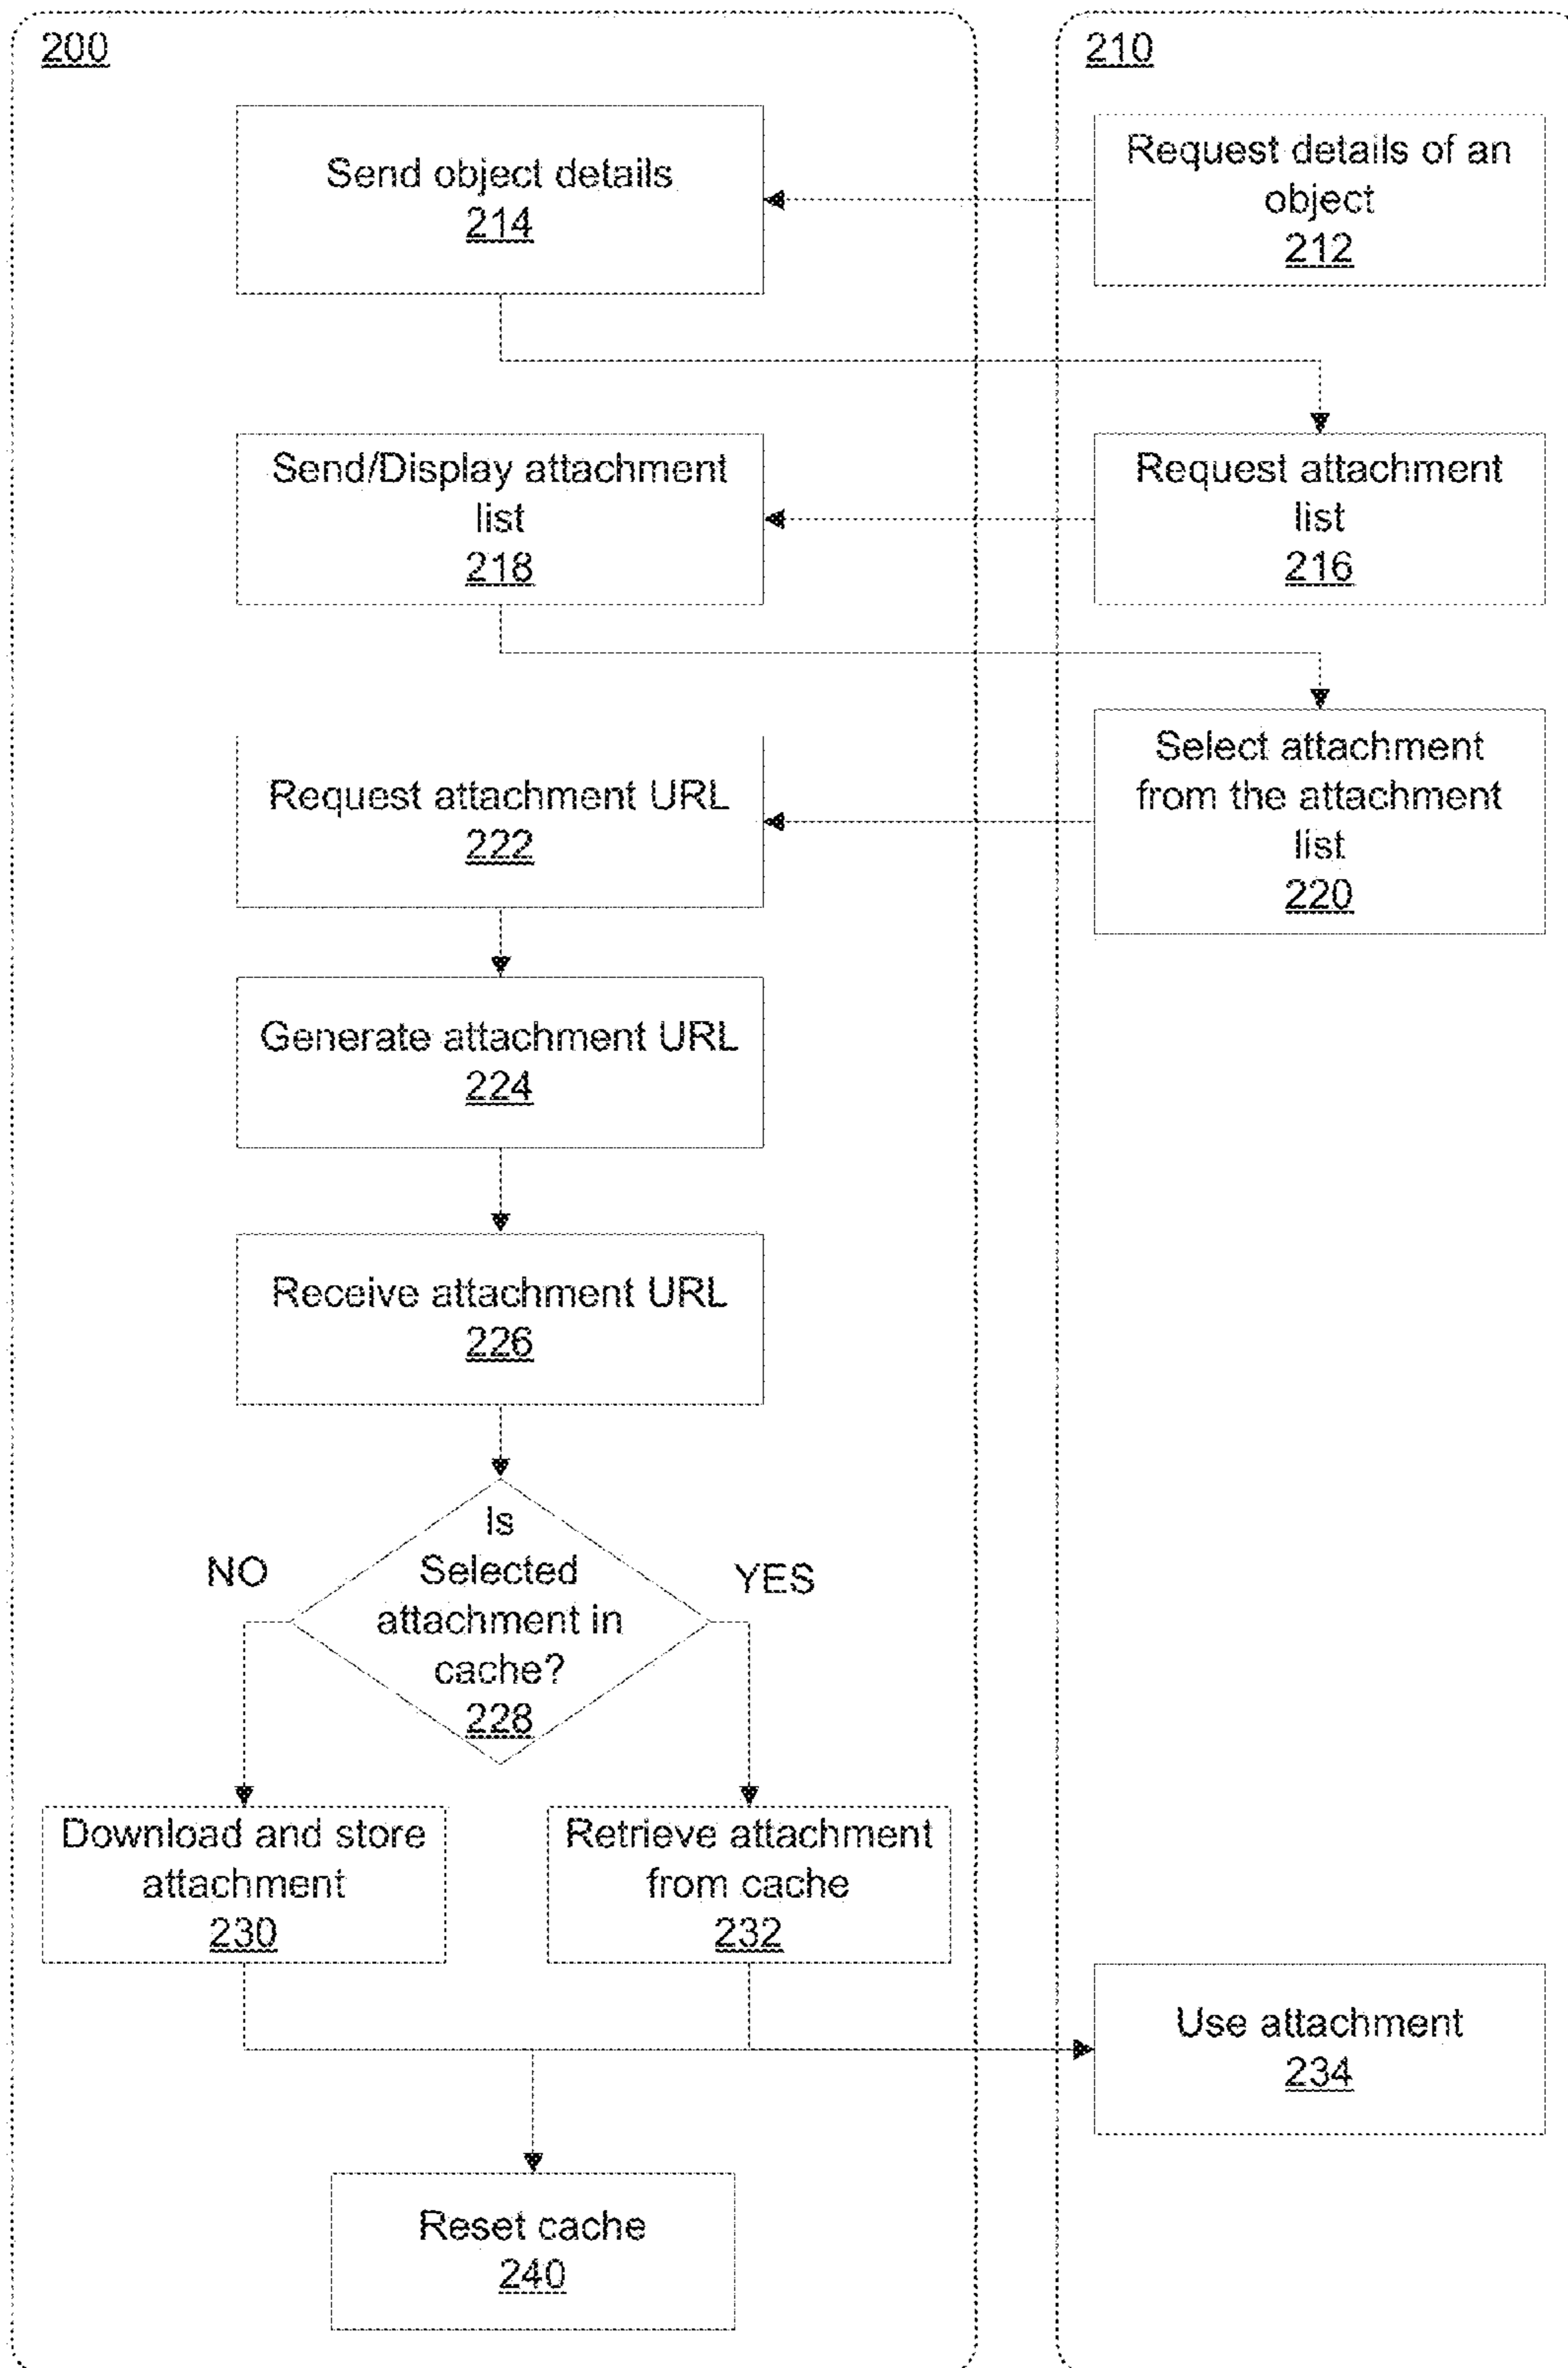 200
210
Send object details
214
Request details of an
object
212
Send/Display attachment
list
218
Request attachment
list
216
Request attachment URL
222
Select attachment
from the attachment
list
220
Generate attachment URL
224
Receive attachment URL
226
Is
Selected
attachment in
cache?
228
NO
YES
Download and store
attachment
230
Retrieve attachment
from cache
232
Use attachment
234
Reset cache
240